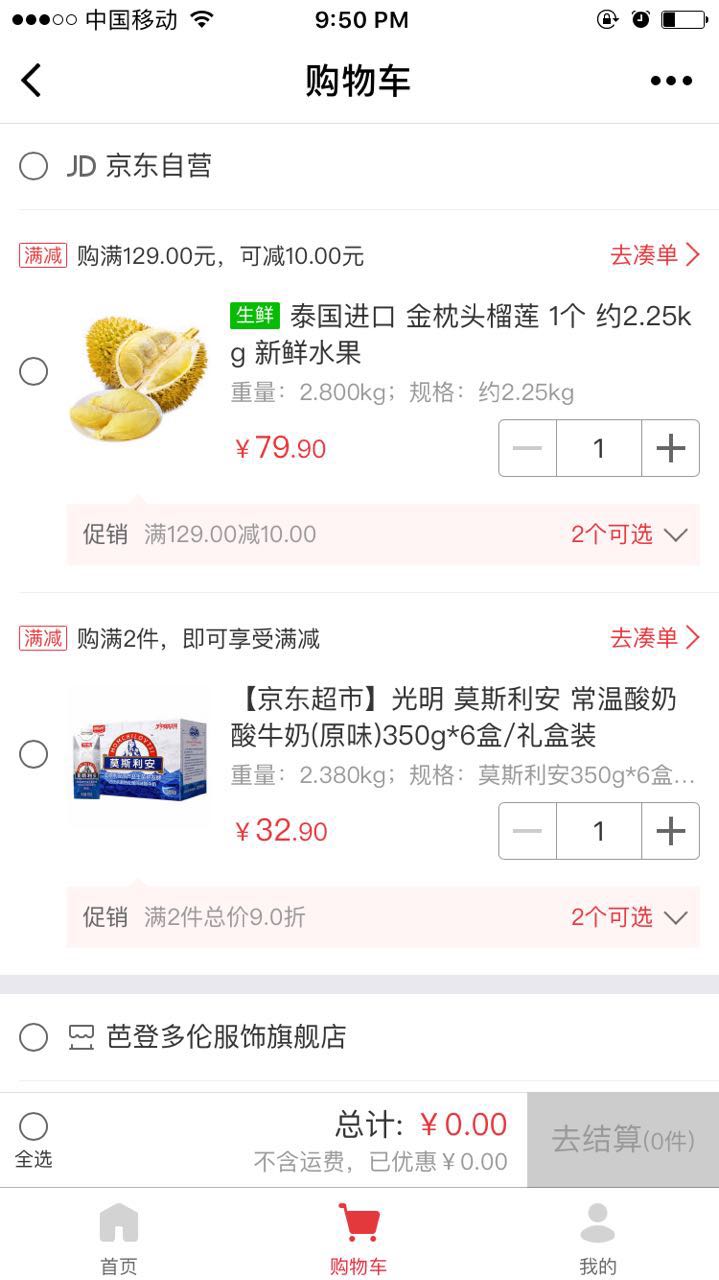 中国移动 9:50 PM
购物车
JD 京东自营
满减 购满129.00元，可减10.00元 去凑单
生鲜 泰国进口 金枕头榴莲 1个 约2.25k
g 新鲜水果
重量：2.800kg；规格：约2.25kg
￥79.90 1
促销 满129.00减10.00 2个可选
满减 购满2件，即可享受满减 去凑单
【京东超市】光明 莫斯利安 常温酸奶
酸牛奶(原味)350g*6盒/礼盒装
莫斯利安
重量：2.380kg；规格：莫斯利安350g*6盒…
￥32.90 1
促销 满2件总价9.0折 2个可选
芭登多伦服饰旗舰店
全选
总计：￥0.00
不含运费，已优惠￥0.00
去结算(0件)
首页 购物车 我的